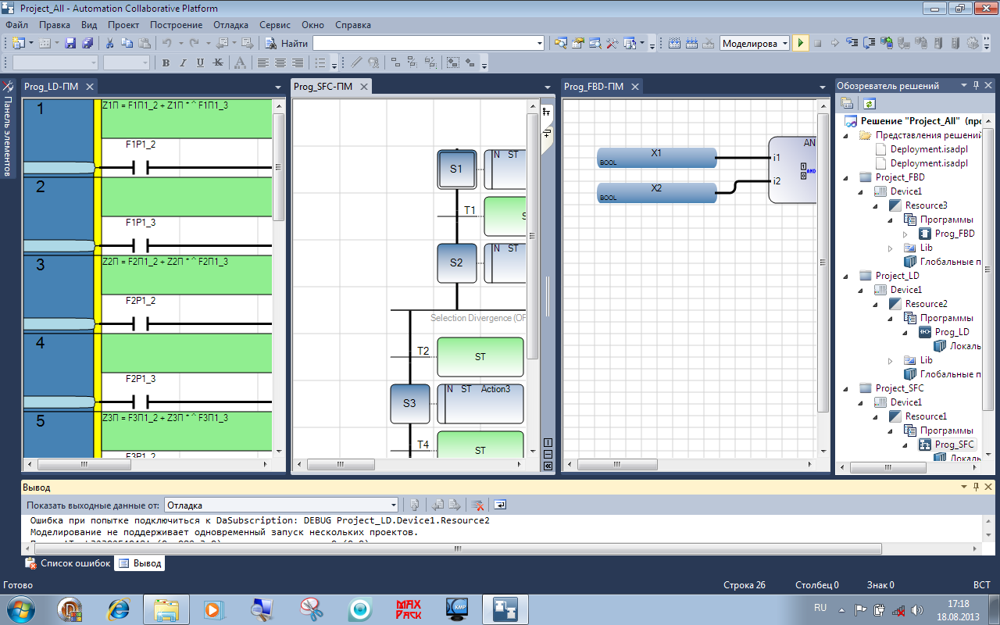 Project_All - Automation Collaborative Platform
Файл Правка Вид Проект Построение Отладка Сервис Окно Справка
Найти Моделирова
B I U K A
Панель элементов
Prog_LD-ПМ
1
Z1П = F1П1_2 + Z1П * ^ F1П1_3
F1P1_2
2
F1P1_3
3
Z2П = F2П1_2 + Z2П * ^ F2П1_3
F2P1_2
4
F2P1_3
5
Z3П = F3П1_2 + Z3П * ^ F3П1_3
F3P1_2
Prog_SFC-ПМ
S1 N ST
T1
S2 N ST
Selection Divergence (OF
T2 ST
S3 N ST Action3
T4 ST
Prog_FBD-ПМ
X1
BOOL
X2
BOOL
AN
i1
i2
AND
Обозреватель решений
Решение "Project_All" (прс
Представления решений
Deployment.isadpl
Deployment.isadpl
Project_FBD
Device1
Resource3
Программы
Prog_FBD
Lib
Глобальные п
Project_LD
Device1
Resource2
Программы
Prog_LD
Локаль
Lib
Глобальные п
Project_SFC
Device1
Resource1
Программы
Prog_SFC
Локаль
Вывод
Показать выходные данные от: Отладка
Ошибка при попытке подключиться к DaSubscription: DEBUG Project_LD.Device1.Resource2
Моделирование не поддерживает одновременный запуск нескольких проектов.
Список ошибок Вывод
Готово Строка 26 Столбец 0 Знак 0 ВСТ
MAX PACK
KMP
RU
17:18
18.08.2013